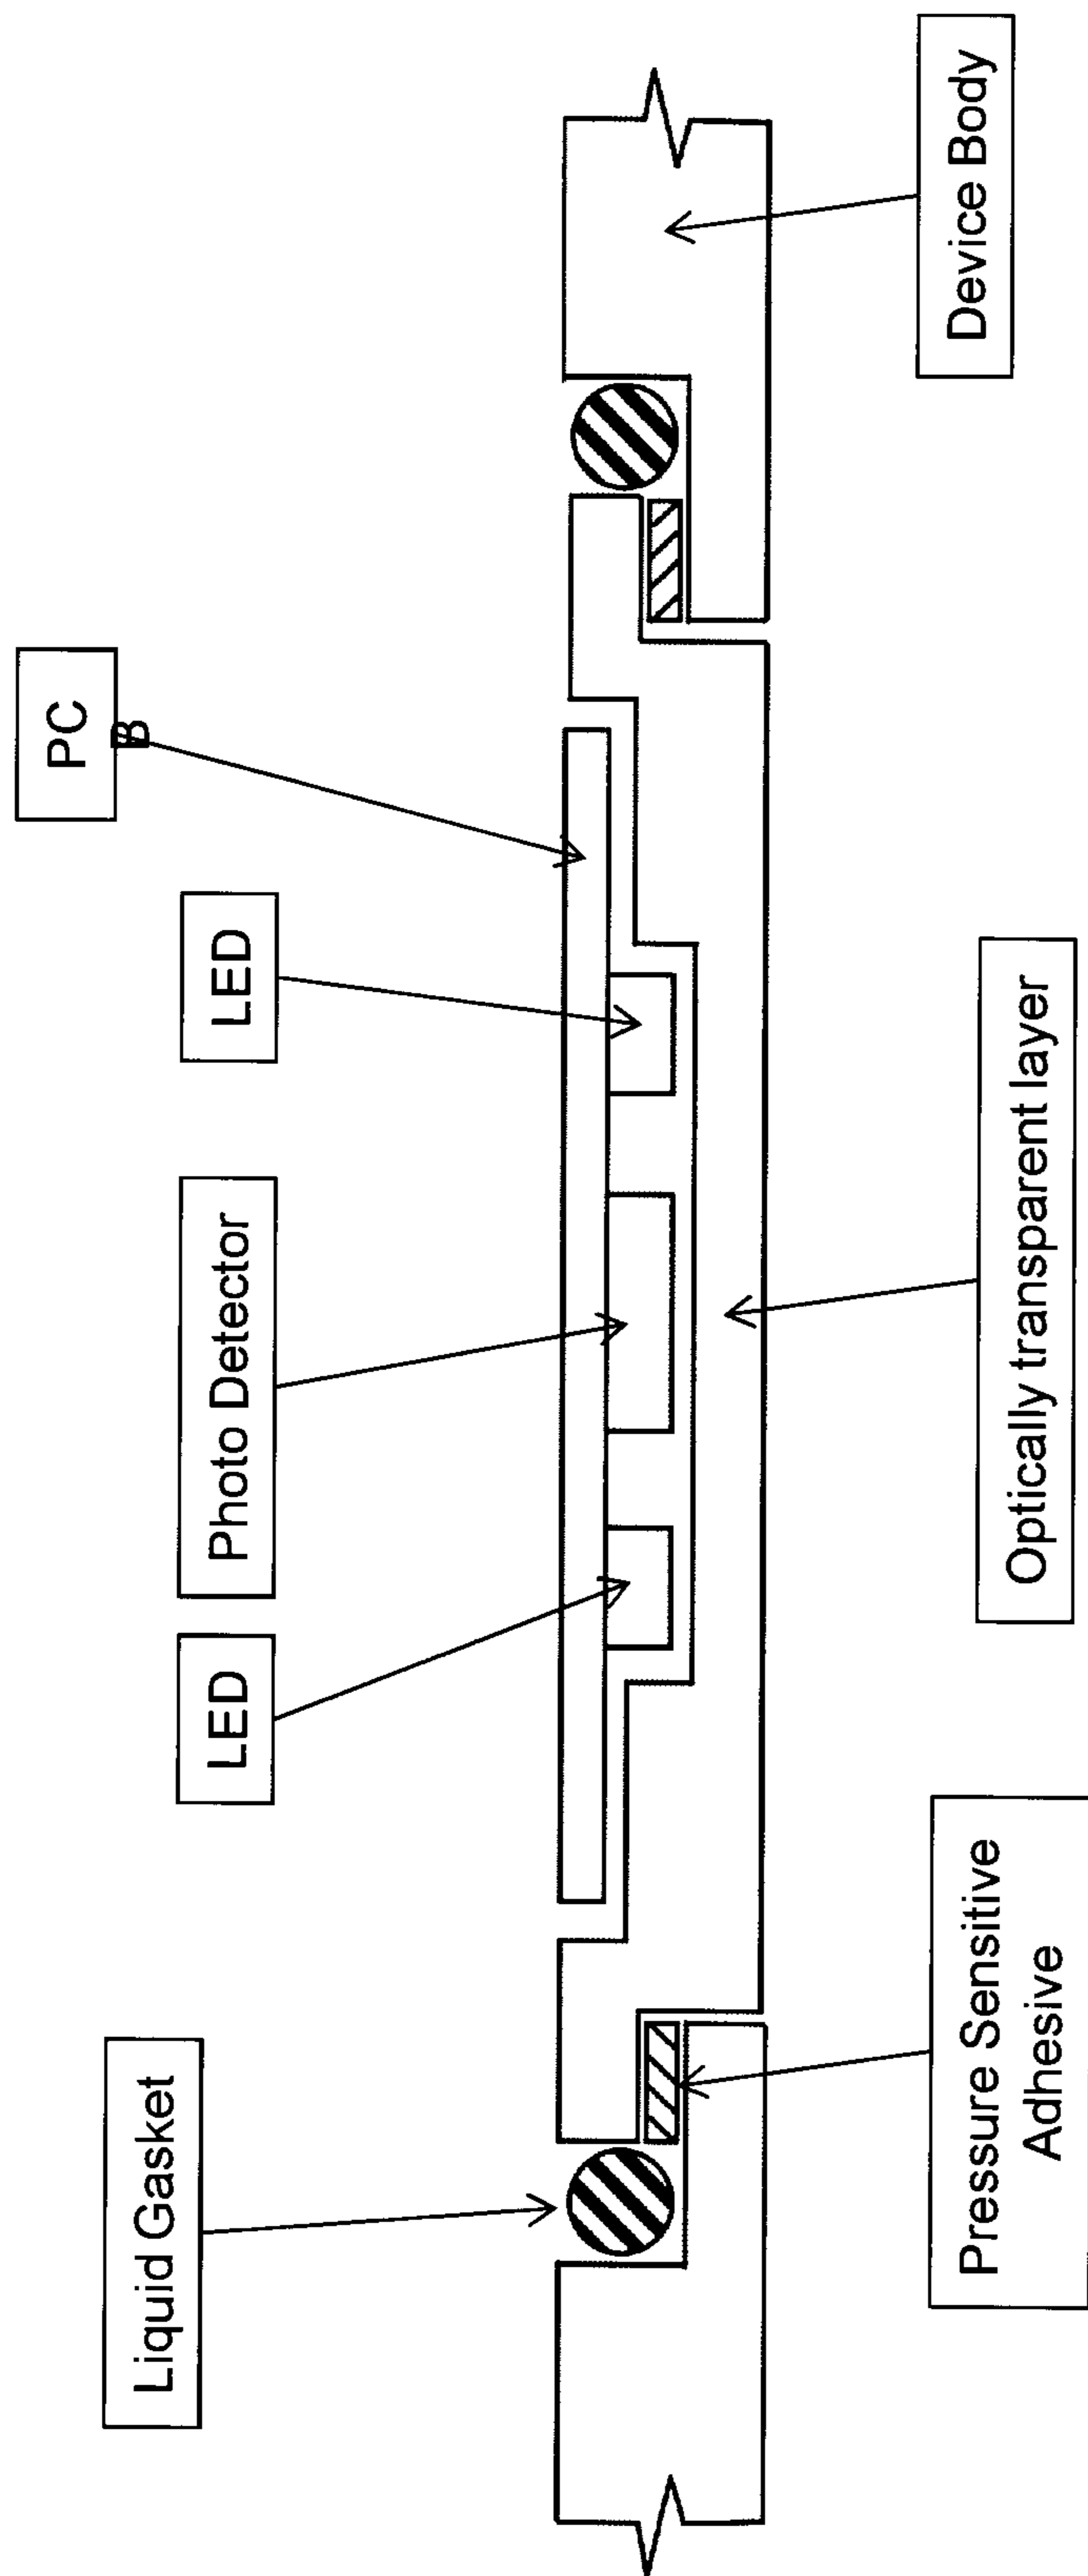 Liquid Gasket
LED
Photo Detector
LED
PC
B
Pressure Sensitive
Adhesive
Optically transparent layer
Device Body